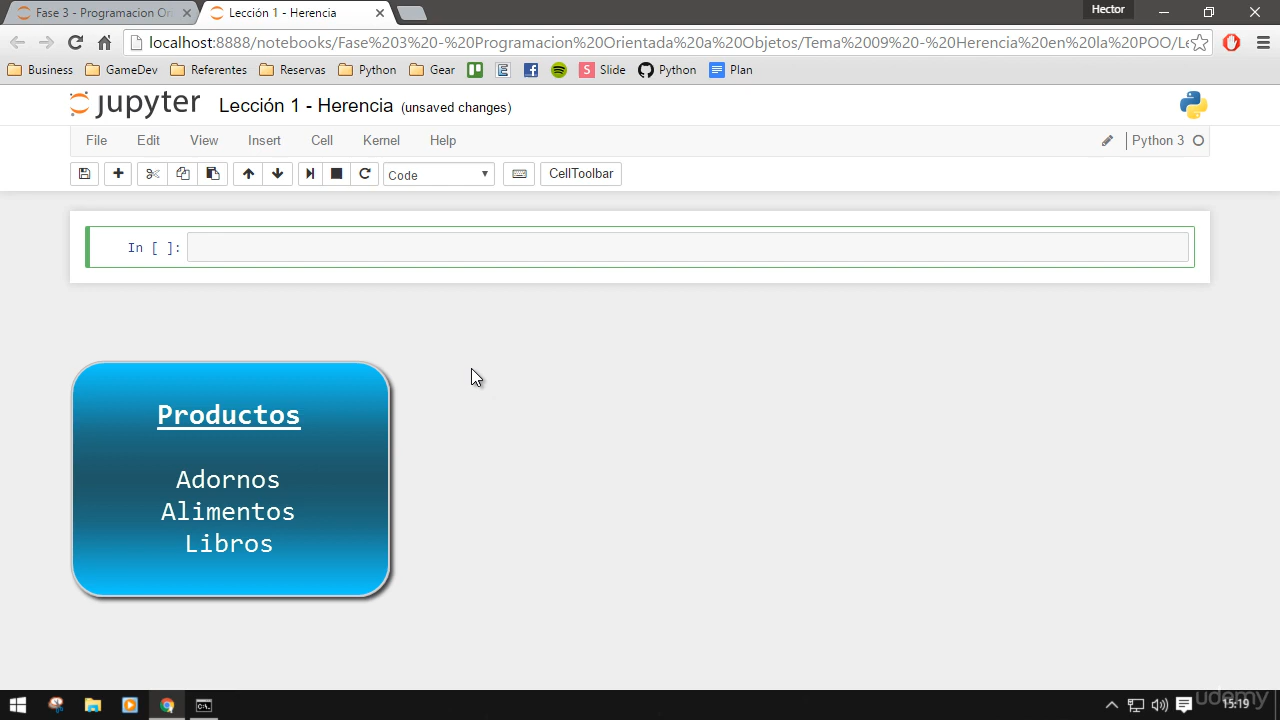 Fase 3 - Programacion Ori
Lección 1 - Herencia
Hector
localhost:8888/notebooks/Fase%203%20-%20Programacion%20Orientada%20a%20Objetos/Tema%2009%20-%20Herencia%20en%20la%20POO/Le
Business GameDev Referentes Reservas Python Gear Slide Python Plan
jupyter Lección 1 - Herencia (unsaved changes)
File Edit View Insert Cell Kernel Help Python 3
Code CellToolbar
In [ ]:
Productos
Adornos
Alimentos
Libros
udemy
15:19